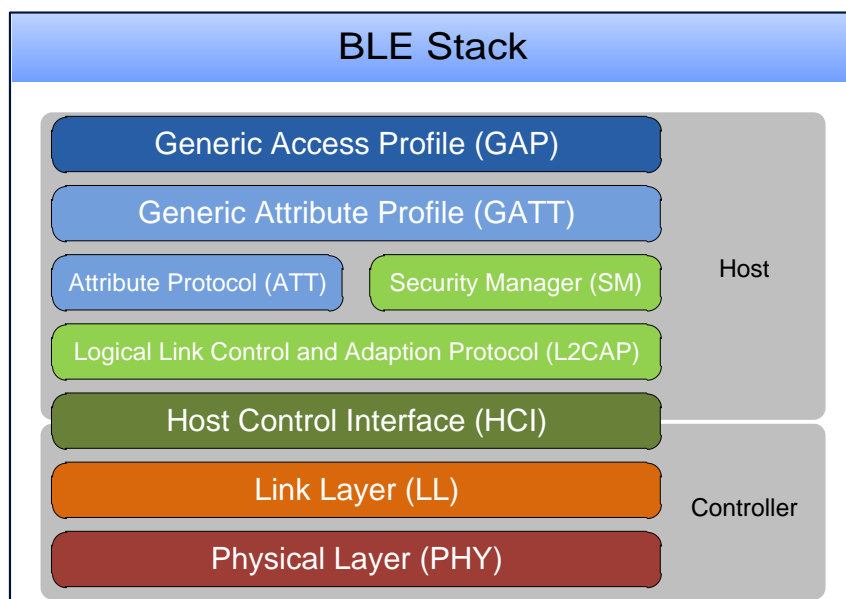 BLE Stack
Generic Access Profile (GAP)
Generic Attribute Profile (GATT)
Attribute Protocol (ATT)
Security Manager (SM)
Host
Logical Link Control and Adaption Protocol (L2CAP)
Host Control Interface (HCI)
Link Layer (LL)
Controller
Physical Layer (PHY)